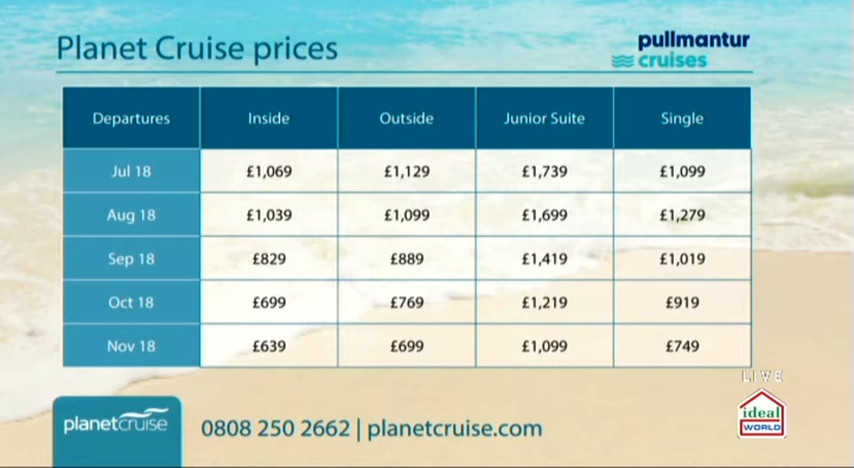 Planet Cruise prices
pullmantur
cruises
Departures Inside Outside Junior Suite Single
Jul 18 £1,069 £1,129 £1,739 £1,099
Aug 18 £1,039 £1,099 £1,699 £1,279
Sep 18 £829 £889 £1,419 £1,019
Oct 18 £699 £769 £1,219 £919
Nov 18 £639 £699 £1,099 £749
LIVE
ideal
WORLD
planetcruise
0808 250 2662 | planetcruise.com